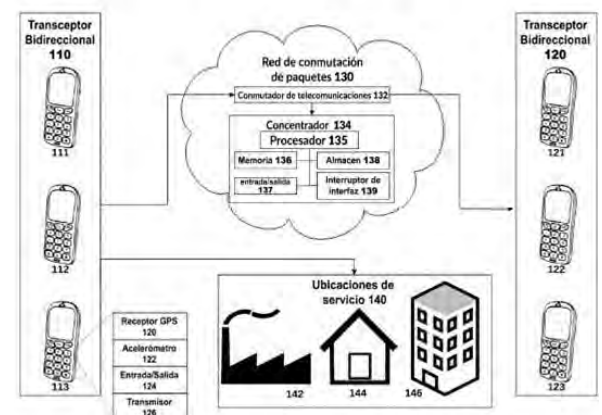 Transceptor
Bidireccional
110
111
112
113
Red de conmutación
de paquetes 130
Conmutador de telecomunicaciones 132
Concentrador 134
Procesador 135
Memoria 136
Almacen 138
entrada/salida
137
Interruptor de
interfaz 139
Ubicaciones de
servicio 140
142
144
146
Receptor GPS
120
Acelerómetro
122
Entrada/Salida
124
Transmisor
126
Transceptor
Bidireccional
120
121
122
123